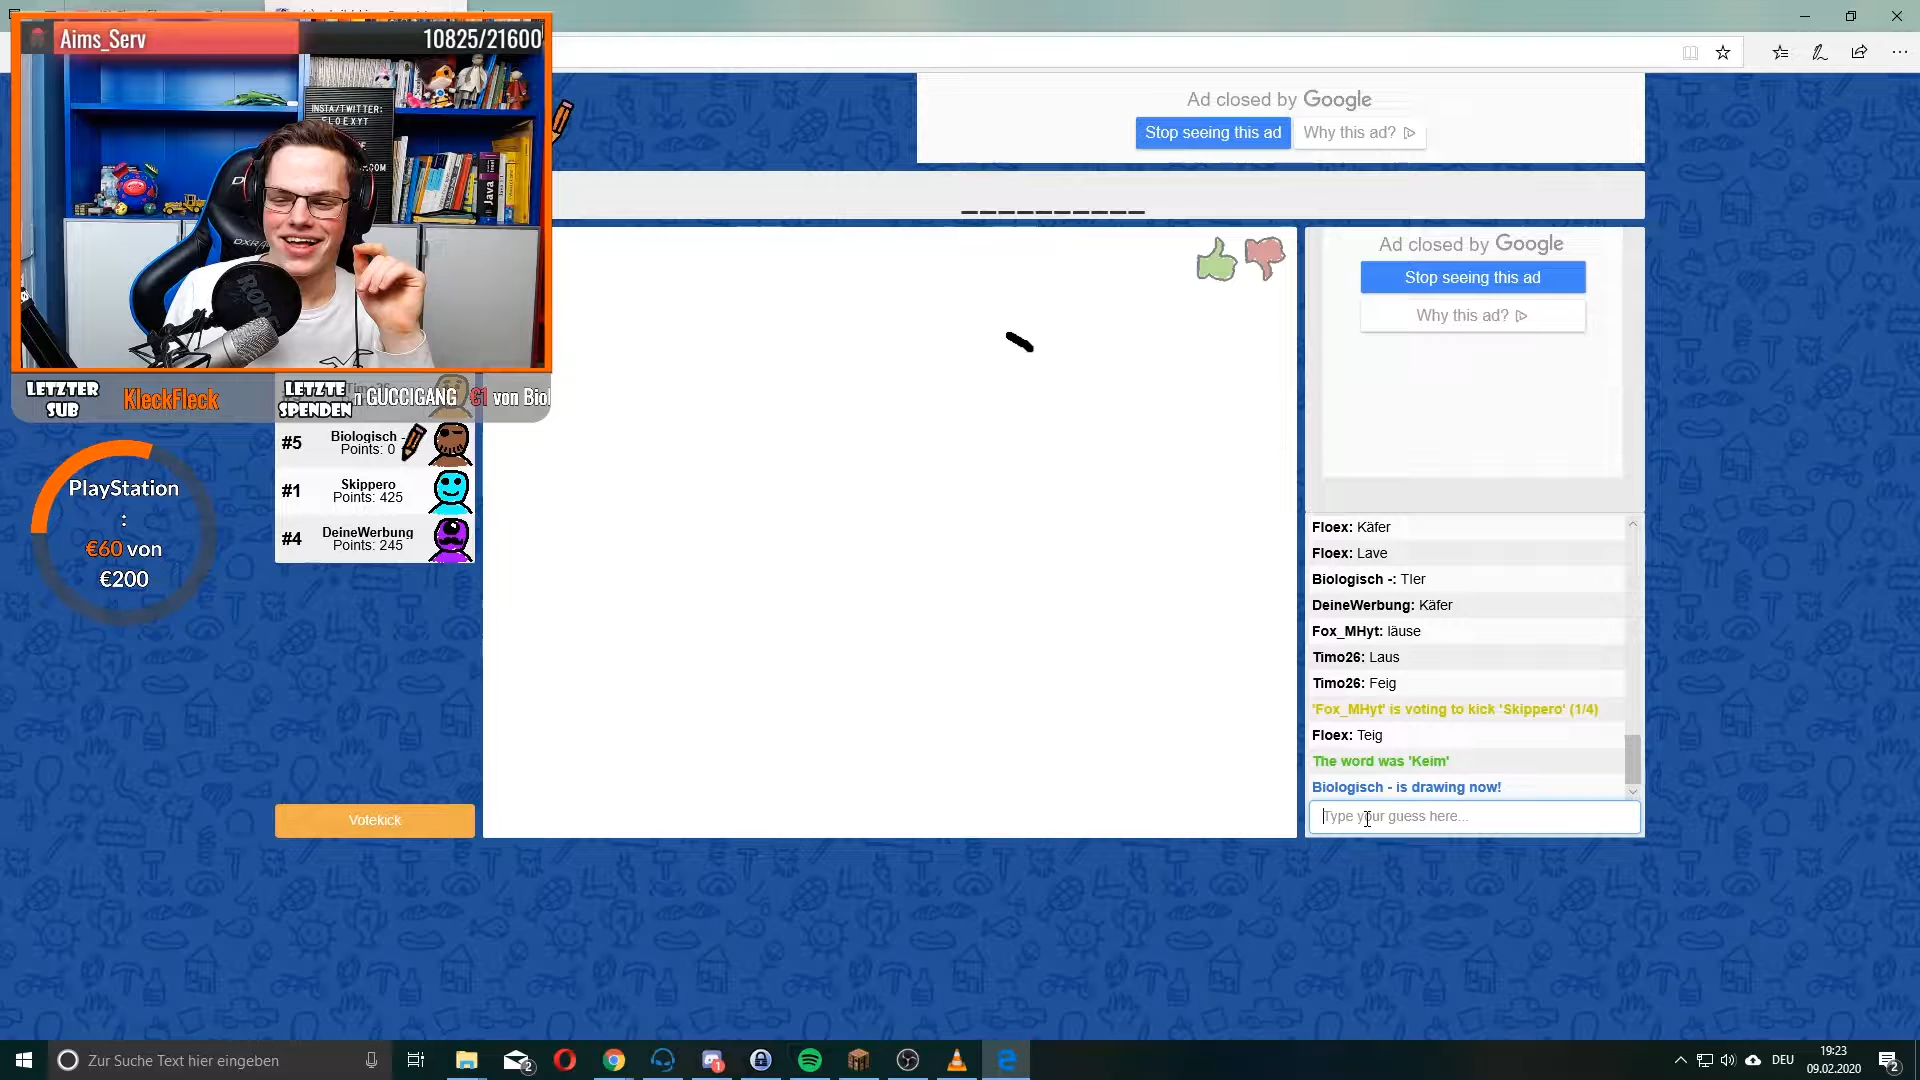 Aims_Serv
10825/21600
INSTA/TWITTER:
FLOEXYT
Java
LETZTER SUB
KleckFleck
LETZTE SPENDEN
n GUCCIGANG €1 von Biol
PlayStation
:
€60 von
€200
#5
Biologisch -
Points: 0
#1
Skippero
Points: 425
#4
DeineWerbung
Points: 245
Votekick
Ad closed by Google
Stop seeing this ad
Why this ad?
__________
Ad closed by Google
Stop seeing this ad
Why this ad?
Floex: Käfer
Floex: Lave
Biologisch -: TIer
DeineWerbung: Käfer
Fox_MHyt: läuse
Timo26: Laus
Timo26: Feig
'Fox_MHyt' is voting to kick 'Skippero' (1/4)
Floex: Teig
The word was 'Keim'
Biologisch - is drawing now!
Type your guess here...
Zur Suche Text hier eingeben
2
1
DEU
19:23
09.02.2020
2